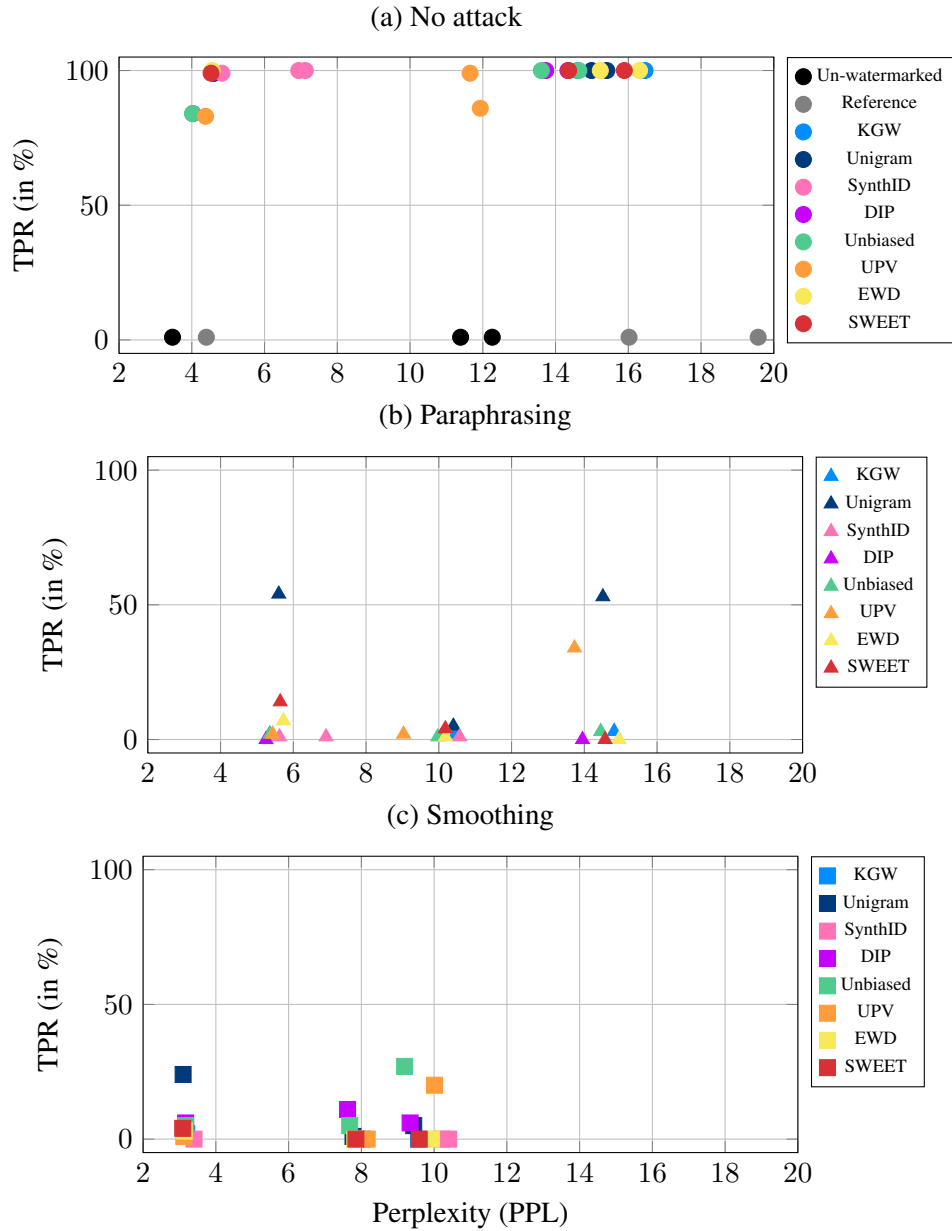 (a) No attack
100
50
0
TPR (in %)
2 4 6 8 10 12 14 16 18 20
Un-watermarked
Reference
KGW
Unigram
SynthID
DIP
Unbiased
UPV
EWD
SWEET
(b) Paraphrasing
100
50
0
TPR (in %)
2 4 6 8 10 12 14 16 18 20
KGW
Unigram
SynthID
DIP
Unbiased
UPV
EWD
SWEET
(c) Smoothing
100
50
0
TPR (in %)
2 4 6 8 10 12 14 16 18 20
Perplexity (PPL)
KGW
Unigram
SynthID
DIP
Unbiased
UPV
EWD
SWEET